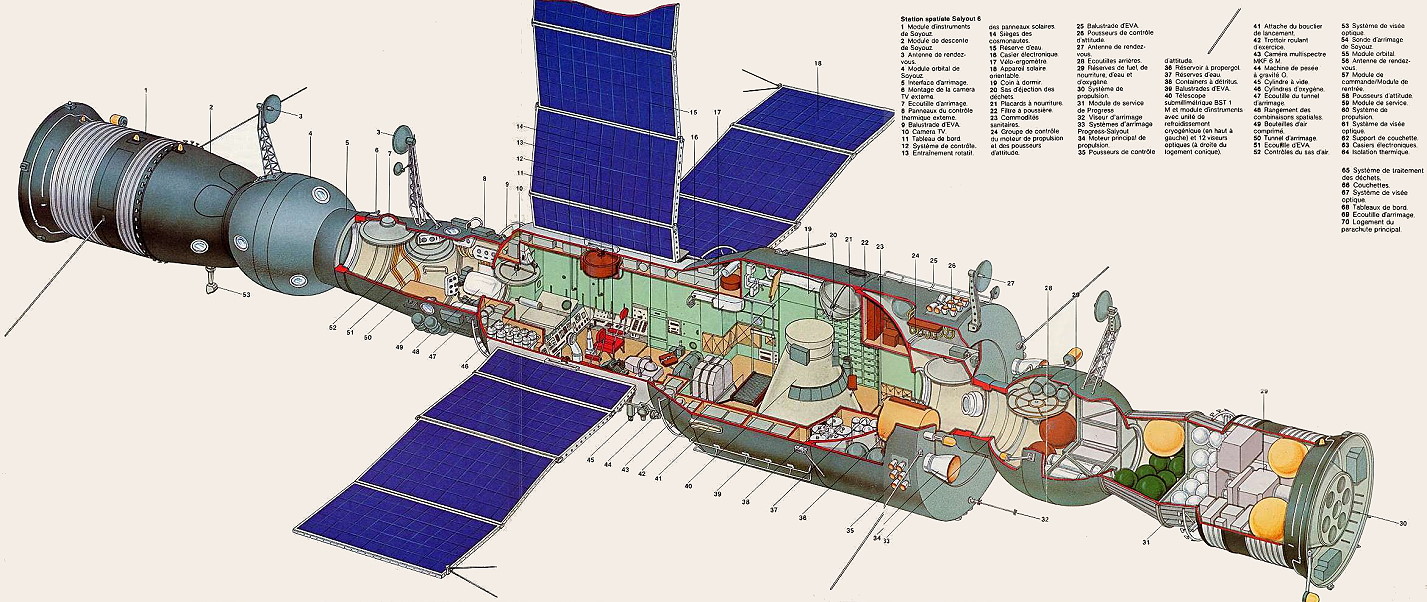 Station spatiale Salyout 6
1 Module d'instruments
de Soyouz.
2 Module de descente
de Soyouz.
3 Antenne de rendez-
vous.
4 Module orbital de
Soyouz.
5 Interface d'arrimage.
6 Montage de la camera
TV externe.
7 Ecoutille d'arrimage.
8 Panneaux du contrôle
thermique externe.
9 Balustrade d'EVA.
10 Camera TV.
11 Tableau de bord.
12 Système de contrôle.
13 Entraînement rotatif.
des panneaux solaires.
14 Sièges des
cosmonautes.
15 Réserve d'eau.
16 Casier électronique.
17 Vélo-ergomètre.
18 Appareil solaire
orientable.
19 Coin à dormir.
20 Sas d'éjection des
déchets.
21 Placards à nourriture.
22 Filtre à poussière.
23 Commodités
sanitaires.
24 Groupe de contrôle
du moteur de propulsion
et des pousseurs
d'attitude.
25 Balustrade d'EVA.
26 Pousseurs de contrôle
d'attitude.
27 Antenne de rendez-
vous.
28 Ecoutilles arrières.
29 Réserves de fuel, de
nourriture, d'eau et
d'oxygène.
30 Système de
propulsion.
31 Module de service
de Progress.
32 Viseur d'arrimage
33 Systèmes d'arrimage
Progress-Salyout
34 Moteur principal de
propulsion.
35 Pousseurs de contrôle
d'attitude.
36 Réservoir à propergol.
37 Réserves d'eau.
38 Containers à détritus.
39 Balustrades d'EVA.
40 Télescope
submillimétrique BST 1
M et module d'instruments
avec unité de
refroidissement
cryogénique (en haut à
gauche) et 12 viseurs
optiques (à droite du
logement conique).
41 Attache du bouclier
de lancement.
42 Trottoir roulant
d'exercice.
43 Caméra multispectre
MKF 6 M.
44 Machine de pesée
à gravité O.
45 Cylindre à vide.
46 Cylindres d'oxygène.
47 Ecoutille du tunnel
d'arrimage.
48 Rangement des
combinaisons spatiales.
49 Bouteilles d'air
comprimé.
50 Tunnel d'arrimage.
51 Ecoutille d'EVA.
52 Contrôles du sas d'air.
53 Système de visée
optique.
54 Sonde d'arrimage
de Soyouz.
55 Module orbital.
56 Antenne de rendez-
vous.
57 Module de
commande/Module de
rentrée.
58 Pousseurs d'attitude.
59 Module de service.
60 Système de
propulsion.
61 Système de visée
optique.
62 Support de couchette.
63 Casiers électroniques.
64 Isolation thermique.
65 Système de traitement
des déchets.
66 Couchettes.
67 Système de visée
optique.
68 Tableaux de bord.
69 Ecoutille d'arrimage.
70 Logement du
parachute principal.
1
2
3
4
5
6
3
7
8
9
10
11
12
13
14
15
16
17
18
19
20
21
22
23
24
25
26
27
28
29
29
30
31
32
33
34
35
36
37
38
39
40
41
42
43
44
45
46
47
48
49
50
51
52
53